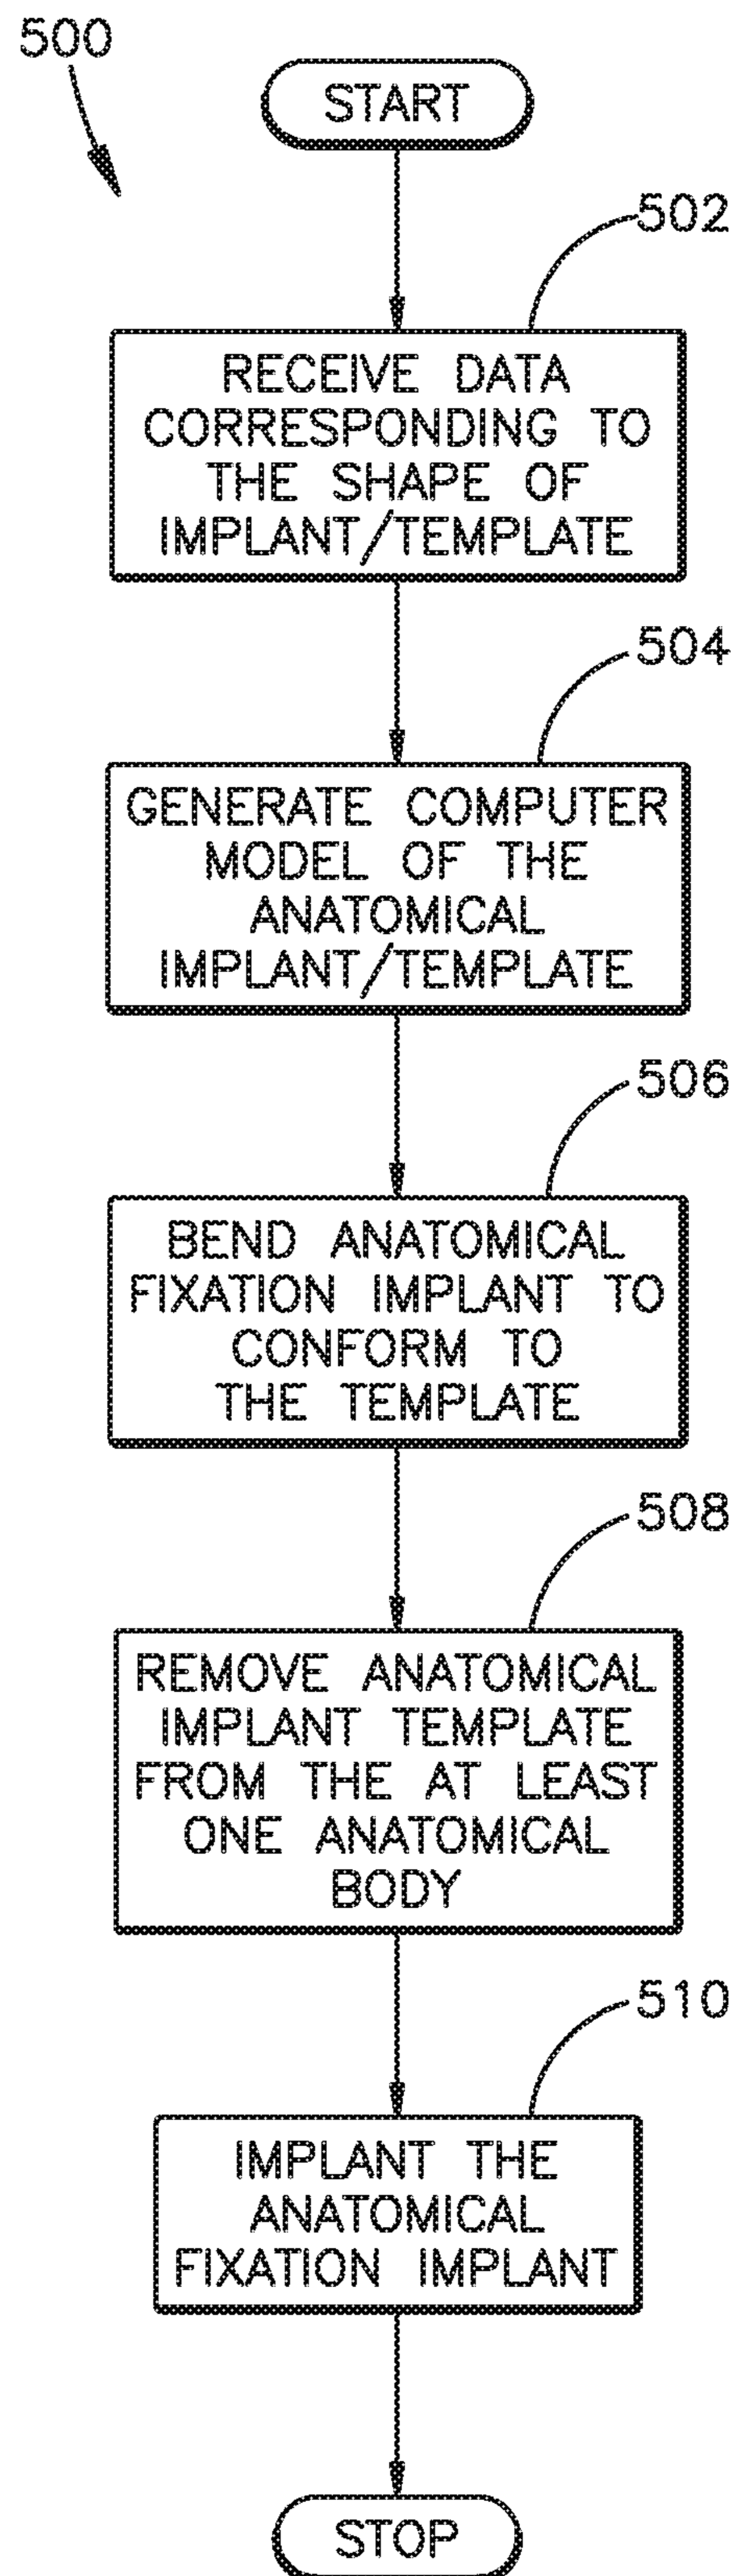 500
START
502
RECEIVE DATA
CORRESPONDING TO
THE SHAPE OF
IMPLANT/TEMPLATE
504
GENERATE COMPUTER
MODEL OF THE
ANATOMICAL
IMPLANT/TEMPLATE
506
BEND ANATOMICAL
FIXATION IMPLANT TO
CONFORM TO
THE TEMPLATE
508
REMOVE ANATOMICAL
IMPLANT TEMPLATE
FROM THE AT LEAST
ONE ANATOMICAL
BODY
510
IMPLANT THE
ANATOMICAL
FIXATION IMPLANT
STOP